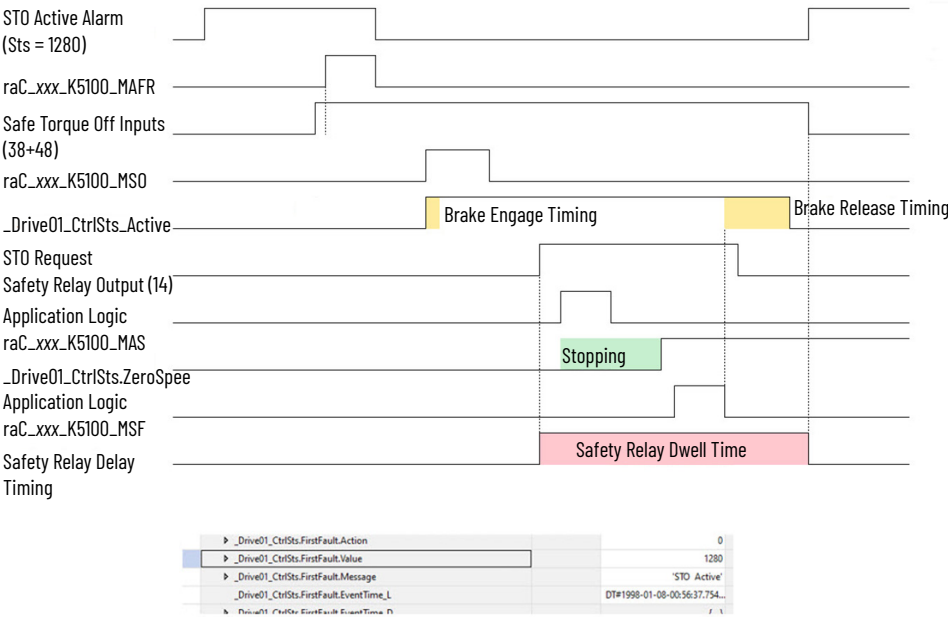 STO Active Alarm
(Sts = 1280)
raC_xxx_K5100_MAFR
Safe Torque Off Inputs
(38+48)
raC_xxx_K5100_MSO
_Drive01_CtrlSts_Active
Brake Engage Timing
Brake Release Timing
STO Request
Safety Relay Output (14)
Application Logic
raC_xxx_K5100_MAS
Stopping
_Drive01_CtrlSts.ZeroSpee
Application Logic
raC_xxx_K5100_MSF
Safety Relay Dwell Time
Safety Relay Delay
Timing
_Drive01_CtrlSts.FirstFault.Action 0
_Drive01_CtrlSts.FirstFault.Value 1280
_Drive01_CtrlSts.FirstFault.Message 'STO Active'
_Drive01_CtrlSts.FirstFault.EventTime_L DT#1998-01-08-00:56:37.754...
_Drive01_CtrlSts.FirstFault.EventTime_D